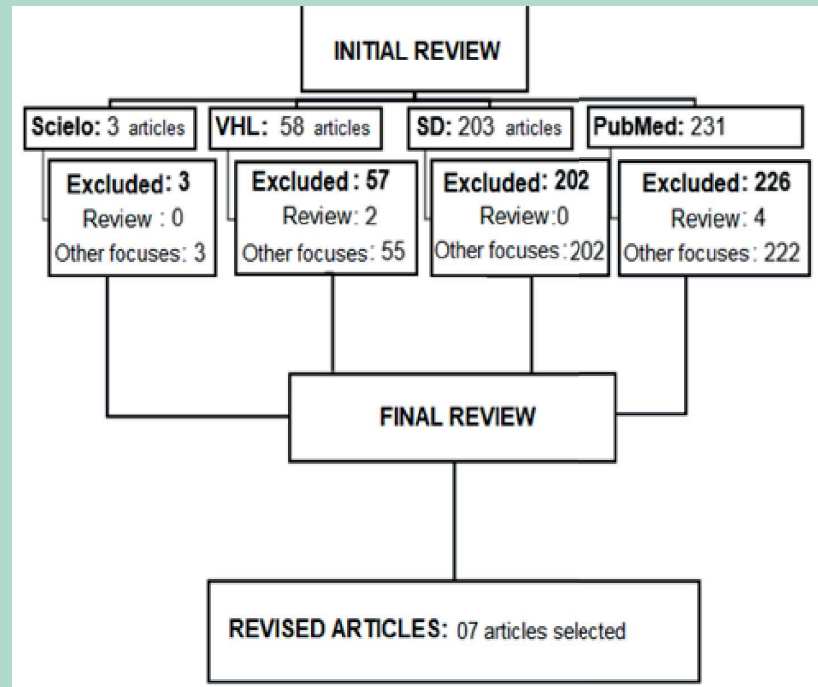 INITIAL REVIEW
Scielo: 3 articles
VHL: 58 articles
SD: 203 articles
PubMed: 231
Excluded: 3
Review : 0
Other focuses: 3
Excluded : 57
Review: 2
Other focuses: 55
Excluded: 202
Review:0
Other focuses:202
Excluded: 226
Review: 4
Other focuses: 222
FINAL REVIEW
REVISED ARTICLES: 07 articles selected